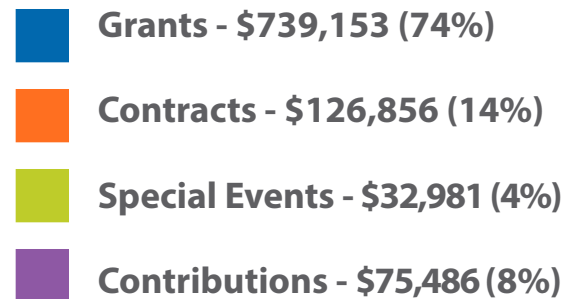 Grants - $739,153 (74%)
Contracts - $126,856 (14%)
Special Events - $32,981 (4%)
Contributions - $75,486 (8%)